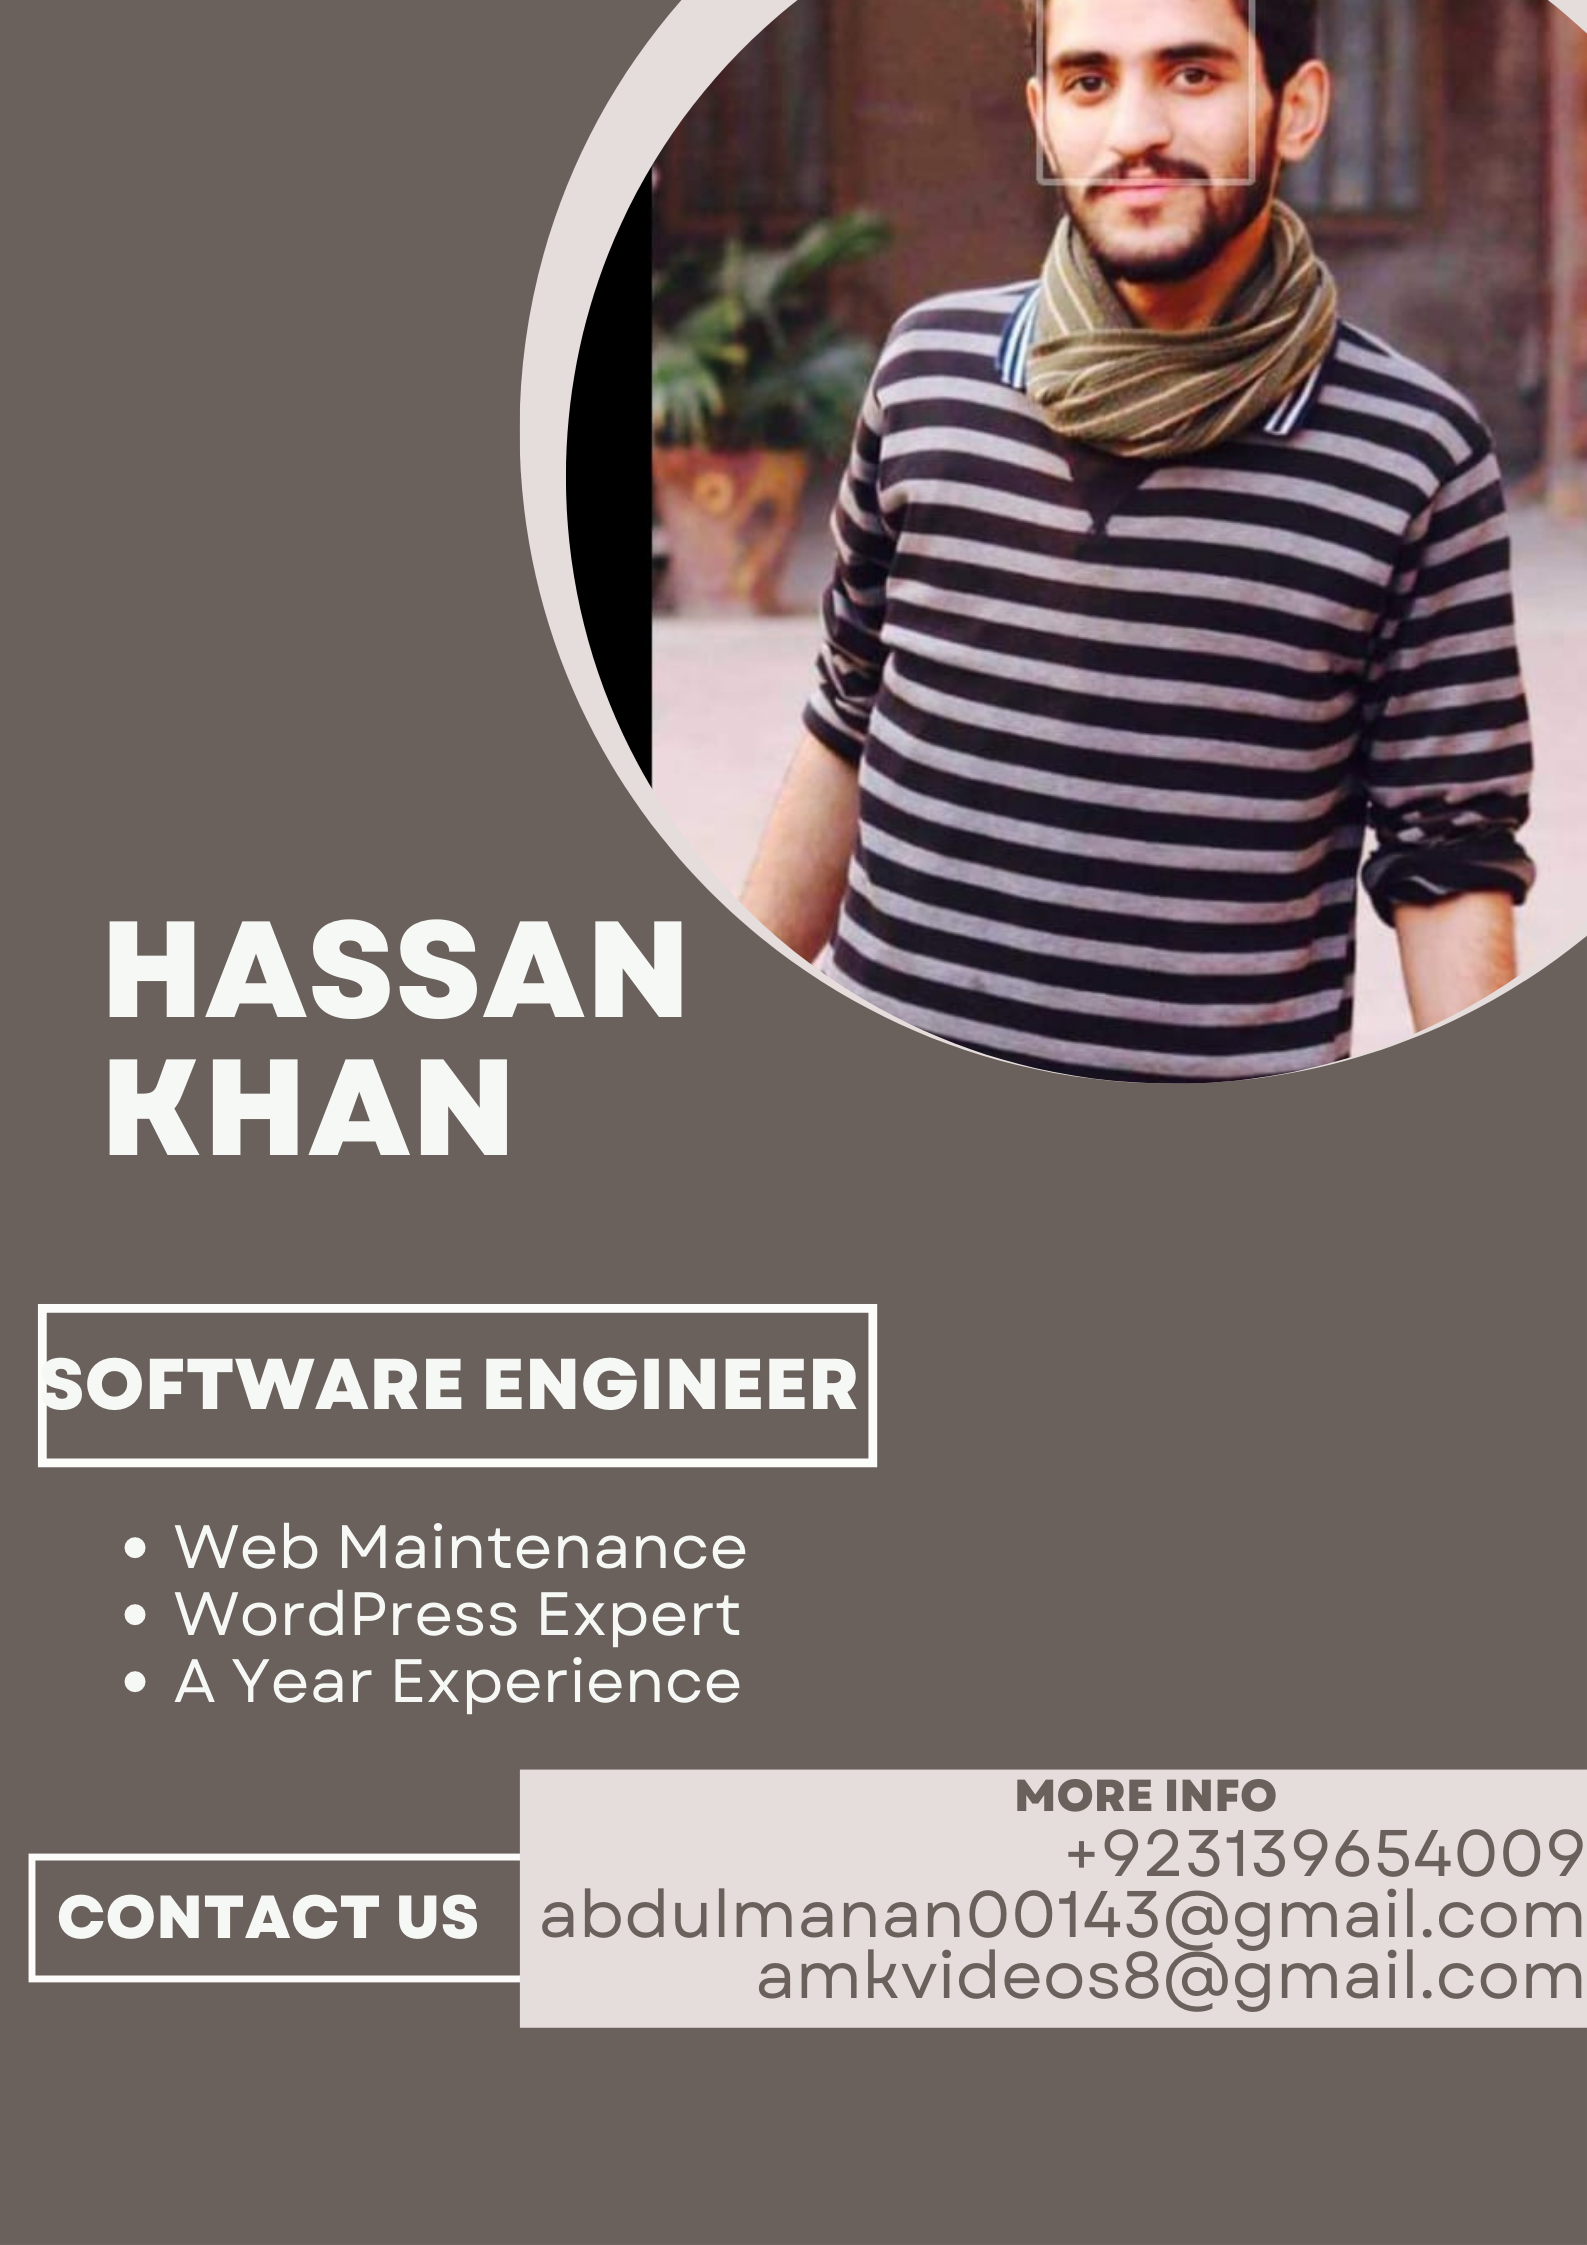 HASSAN
KHAN
SOFTWARE ENGINEER
• Web Maintenance
• WordPress Expert
• A Year Experience
MORE INFO
+923139654009
abdulmanan00143@gmail.com
amkvideos8@gmail.com
CONTACT US